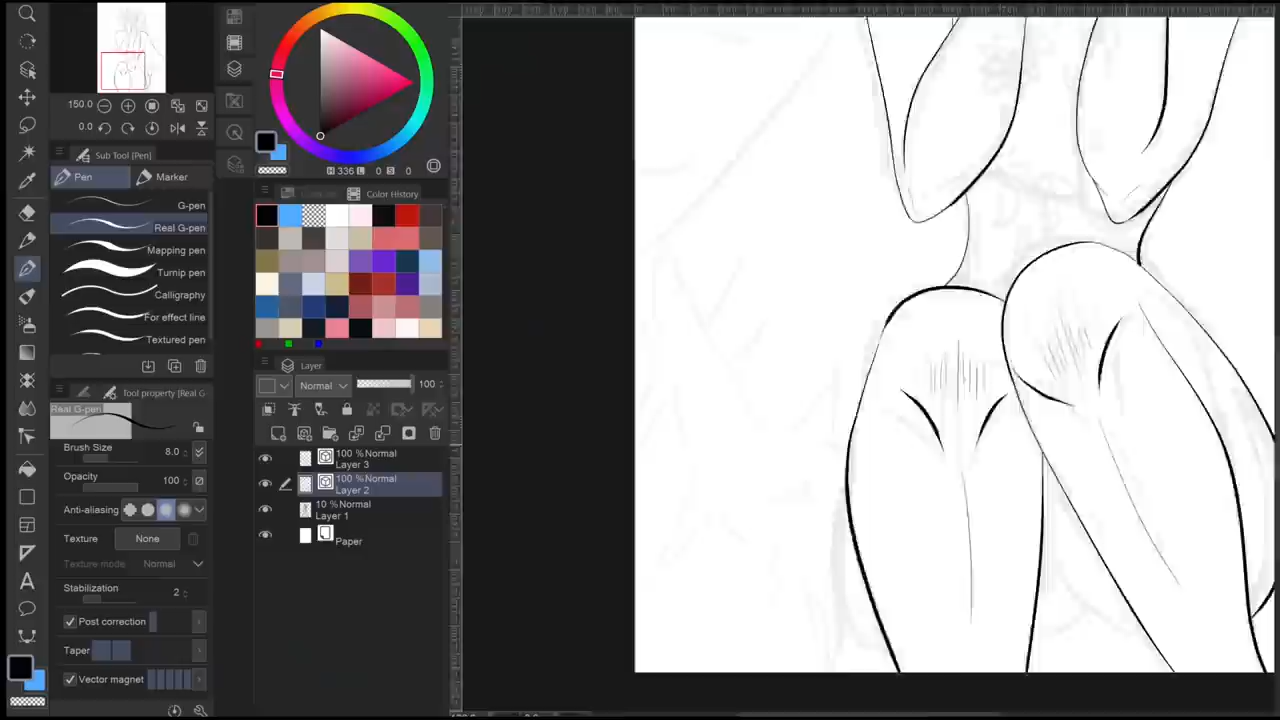 150.0
0.0
Sub Tool [Pen]
Pen
Marker
G-pen
Real G-pen
Mapping pen
Turnip pen
Calligraphy
For effect line
Textured pen
Tool property [Real G
Real G-pen
Brush Size 8.0
Opacity 100
Anti-aliasing
Texture None
Texture mode Normal
Stabilization 2
Post correction
Taper
Vector magnet
H 336 L 0 S 0
Color History
Layer
Normal 100
100 % Normal
Layer 3
100 % Normal
Layer 2
10 % Normal
Layer 1
Paper